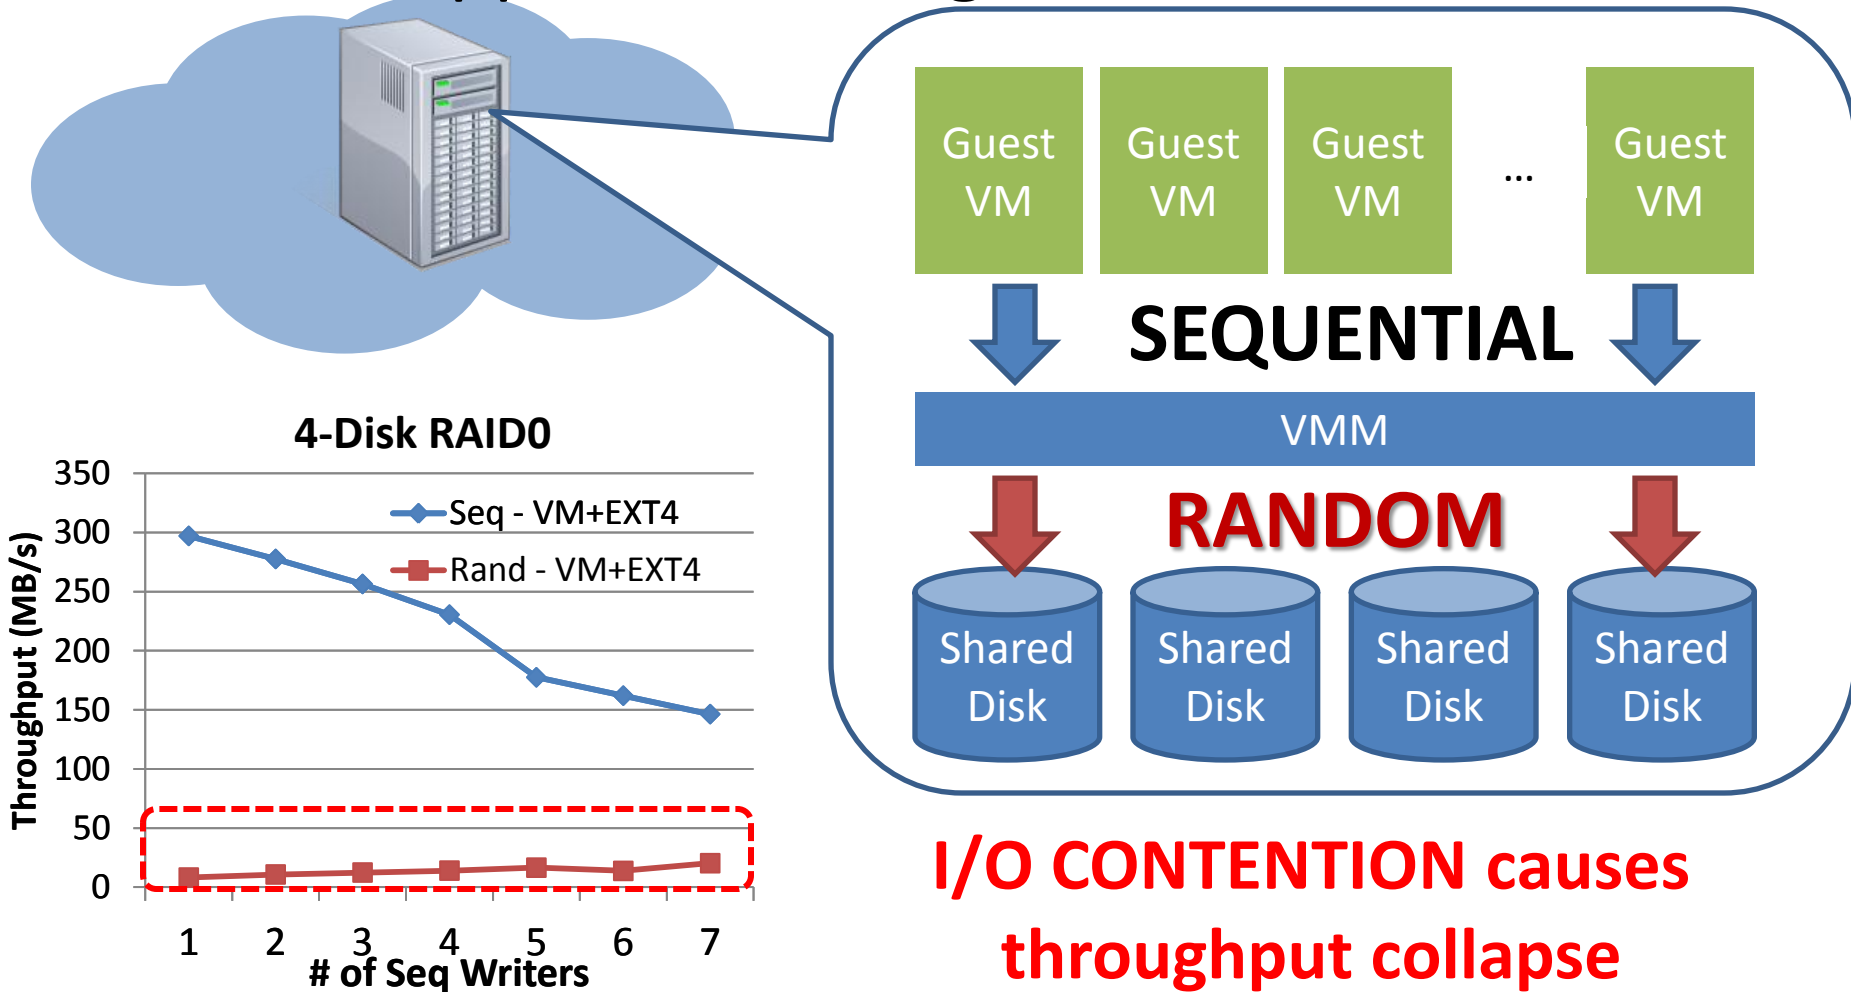 Guest VM
Guest VM
Guest VM
...
Guest VM
SEQUENTIAL
VMM
RANDOM
Shared Disk
Shared Disk
Shared Disk
Shared Disk
4-Disk RAID0
Seq - VM+EXT4
Rand - VM+EXT4
Throughput (MB/s)
350
300
250
200
150
100
50
0
1 2 3 4 5 6 7
# of Seq Writers
I/O CONTENTION causes
throughput collapse